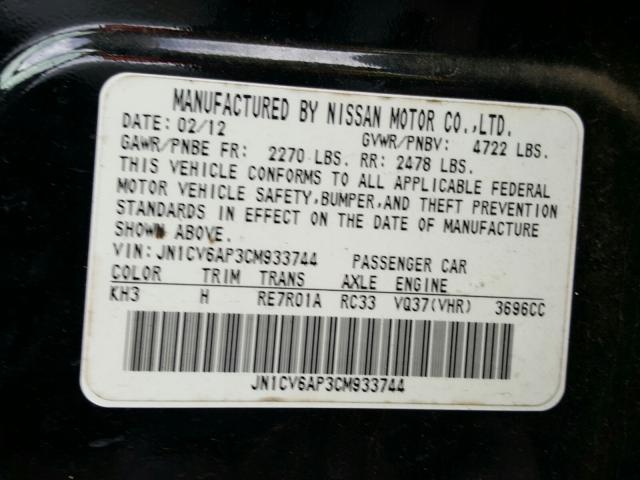 MANUFACTURED BY NISSAN MOTOR CO.,LTD.
DATE: 02/12 GVWR/PNBV: 4722 LBS.
GAWR/PNBE FR: 2270 LBS. RR: 2478 LBS.
THIS VEHICLE CONFORMS TO ALL APPLICABLE FEDERAL
MOTOR VEHICLE SAFETY,BUMPER,AND THEFT PREVENTION
STANDARDS IN EFFECT ON THE DATE OF MANUFACTURE
SHOWN ABOVE.
VIN: JN1CV6AP3CM933744 PASSENGER CAR
COLOR TRIM TRANS AXLE ENGINE
KH3 H RE7R01A RC33 VQ37(VHR) 3696CC
JN1CV6AP3CM933744